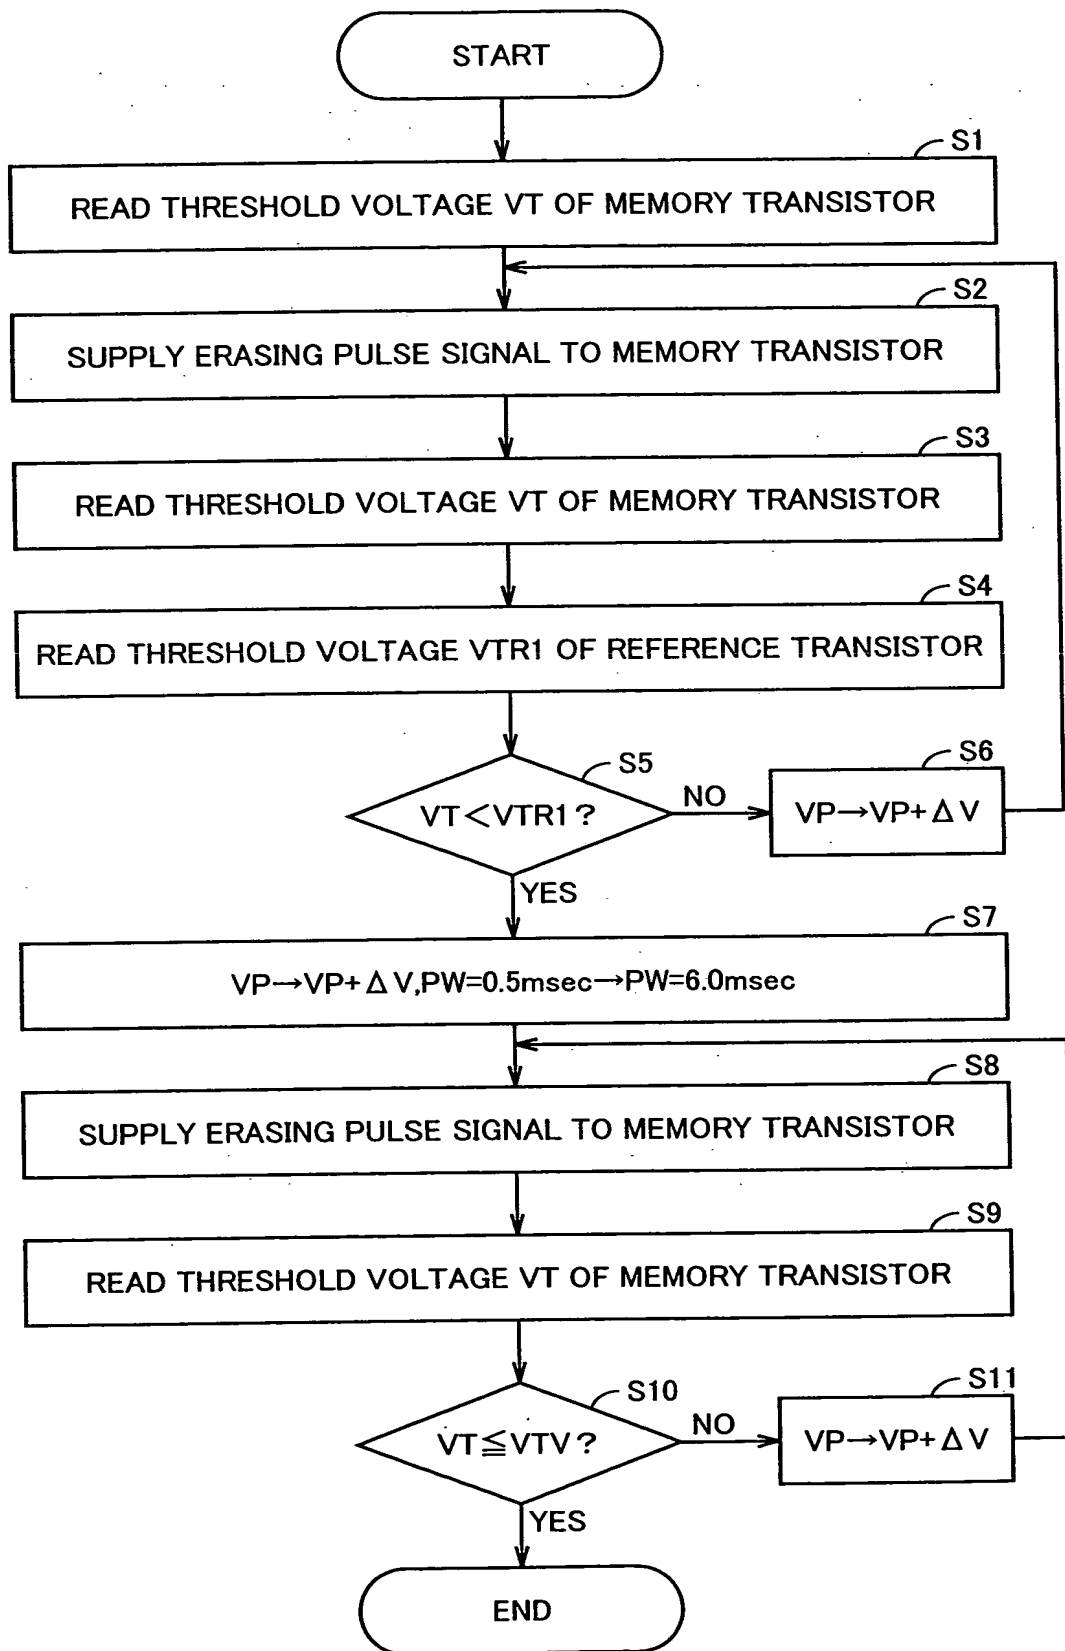 START
S1
READ THRESHOLD VOLTAGE VT OF MEMORY TRANSISTOR
S2
SUPPLY ERASING PULSE SIGNAL TO MEMORY TRANSISTOR
S3
READ THRESHOLD VOLTAGE VT OF MEMORY TRANSISTOR
S4
READ THRESHOLD VOLTAGE VTR1 OF REFERENCE TRANSISTOR
S5
VT<VTR1?
NO
S6
VP→VP+ΔV
YES
S7
VP→VP+ΔV,PW=0.5msec→PW=6.0msec
S8
SUPPLY ERASING PULSE SIGNAL TO MEMORY TRANSISTOR
S9
READ THRESHOLD VOLTAGE VT OF MEMORY TRANSISTOR
S10
VT≦VTV?
NO
S11
VP→VP+ΔV
YES
END